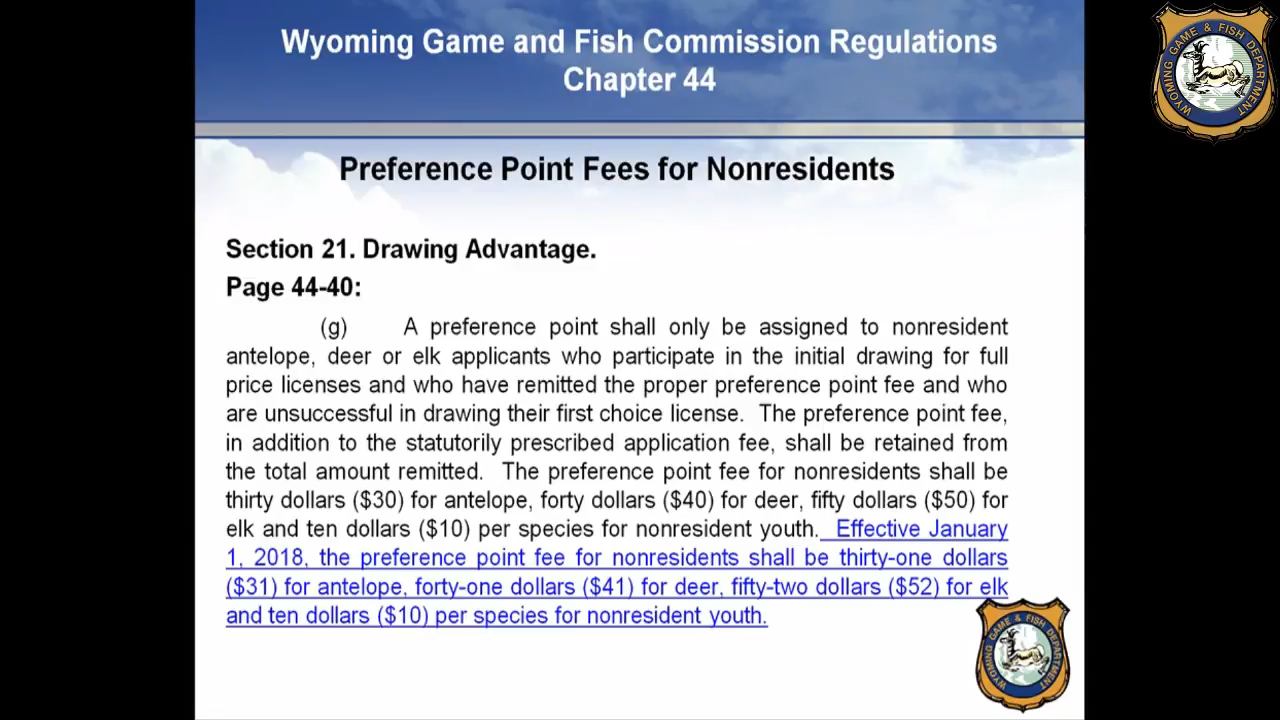 Wyoming Game and Fish Commission Regulations
Chapter 44
WYOMING GAME & FISH DEPARTMENT
Preference Point Fees for Nonresidents
Section 21. Drawing Advantage.
Page 44-40:
(g) A preference point shall only be assigned to nonresident
antelope, deer or elk applicants who participate in the initial drawing for full
price licenses and who have remitted the proper preference point fee and who
are unsuccessful in drawing their first choice license. The preference point fee,
in addition to the statutorily prescribed application fee, shall be retained from
the total amount remitted. The preference point fee for nonresidents shall be
thirty dollars ($30) for antelope, forty dollars ($40) for deer, fifty dollars ($50) for
elk and ten dollars ($10) per species for nonresident youth. Effective January
1, 2018, the preference point fee for nonresidents shall be thirty-one dollars
($31) for antelope, forty-one dollars ($41) for deer, fifty-two dollars ($52) for elk
and ten dollars ($10) per species for nonresident youth.
WYOMING GAME & FISH DEPARTMENT